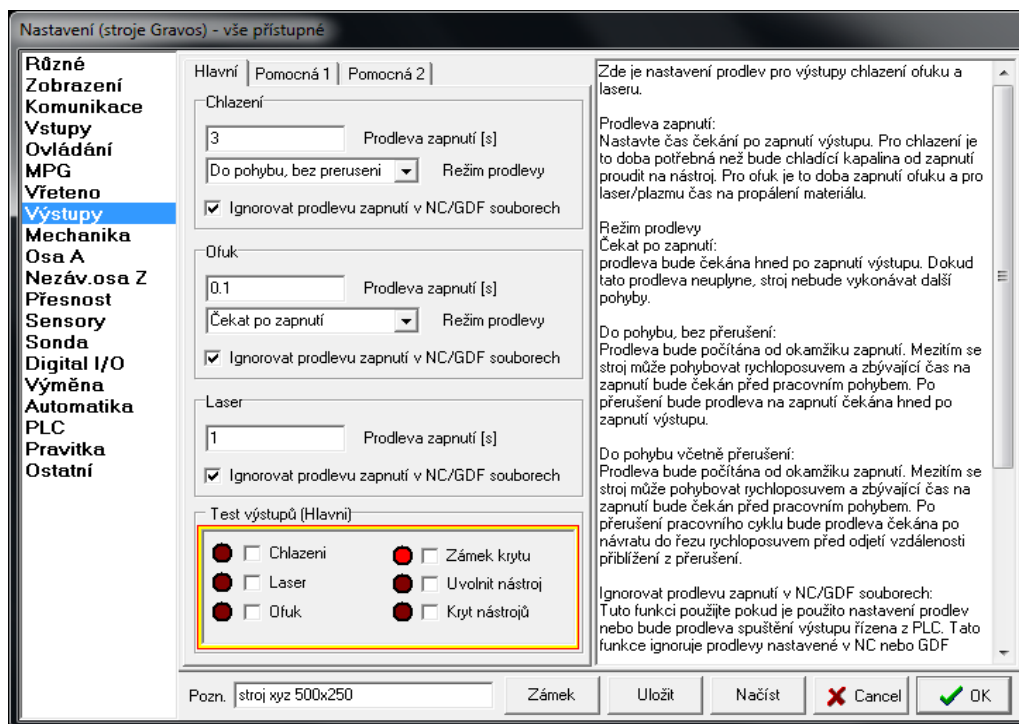 Nastavení (stroje Gravos) - vše přístupné
Různé
Zobrazení
Komunikace
Vstupy
Ovládání
MPG
Vřeteno
Výstupy
Mechanika
Osa A
Nezáv.osa Z
Přesnost
Sensory
Sonda
Digital I/O
Výměna
Automatika
PLC
Pravitka
Ostatní
Hlavní Pomocná 1 Pomocná 2
Chlazení
3 Prodleva zapnutí [s]
Do pohybu, bez preruseni Režim prodlevy
Ignorovat prodlevu zapnutí v NC/GDF souborech
Ofuk
0.1 Prodleva zapnutí [s]
Čekat po zapnutí Režim prodlevy
Ignorovat prodlevu zapnutí v NC/GDF souborech
Laser
1 Prodleva zapnutí [s]
Ignorovat prodlevu zapnutí v NC/GDF souborech
Test výstupů (Hlavni)
Chlazeni Zámek krytu
Laser Uvolnit nástroj
Ofuk Kryt nástrojů
Zde je nastavení prodlev pro výstupy chlazení ofuku a
laseru.
Prodleva zapnutí:
Nastavte čas čekání po zapnutí výstupu. Pro chlazení je
to doba potřebná než bude chladící kapalina od zapnutí
proudit na nástroj. Pro ofuk je to doba zapnutí ofuku a pro
laser/plazmu čas na propálení materiálu.
Režim prodlevy
Čekat po zapnutí:
prodleva bude čekána hned po zapnutí výstupu. Dokud
tato prodleva neuplyne, stroj nebude vykonávat další
pohyby.
Do pohybu, bez přerušení:
Prodleva bude počítána od okamžiku zapnutí. Mezitím se
stroj může pohybovat rychloposuvem a zbývající čas na
zapnutí bude čekán před pracovním pohybem. Po
přerušení bude prodleva na zapnutí čekána hned po
zapnutí výstupu.
Do pohybu včetně přerušení:
Prodleva bude počítána od okamžiku zapnutí. Mezitím se
stroj může pohybovat rychloposuvem a zbývající čas na
zapnutí bude čekán před pracovním pohybem. Po
přerušení pracovního cyklu bude prodleva čekána po
návratu do řezu rychloposuvem před odjetí vzdálenosti
přiblížení z přerušení.
Ignorovat prodlevu zapnutí v NC/GDF souborech:
Tuto funkci použijte pokud je použito nastavení prodlev
nebo bude prodleva spuštění výstupu řízena z PLC. Tato
funkce ignoruje prodlevy nastavené v NC nebo GDF
Pozn. stroj xyz 500x250 Zámek Uložit Načíst Cancel OK